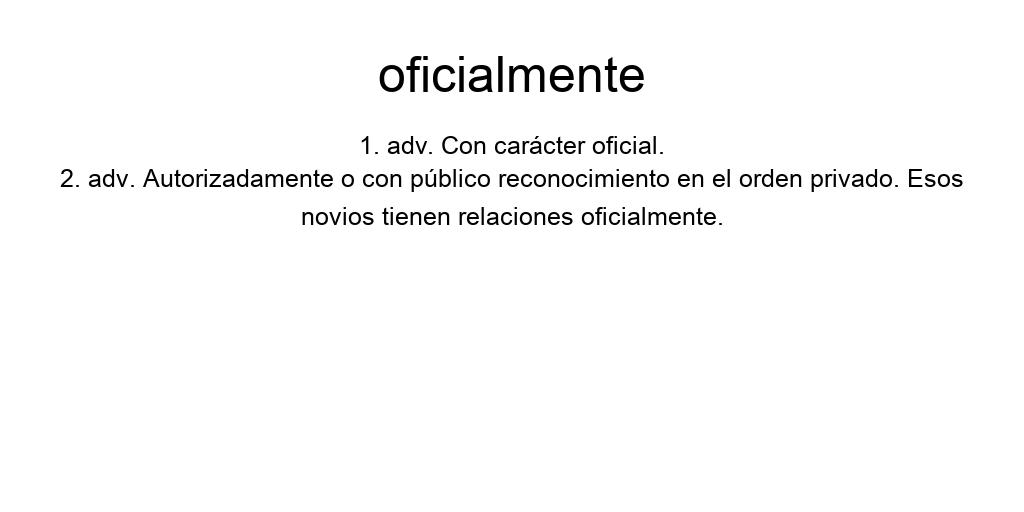 oficialmente
1. adv. Con carácter oficial.
2. adv. Autorizadamente o con público reconocimiento en el orden privado. Esos
novios tienen relaciones oficialmente.